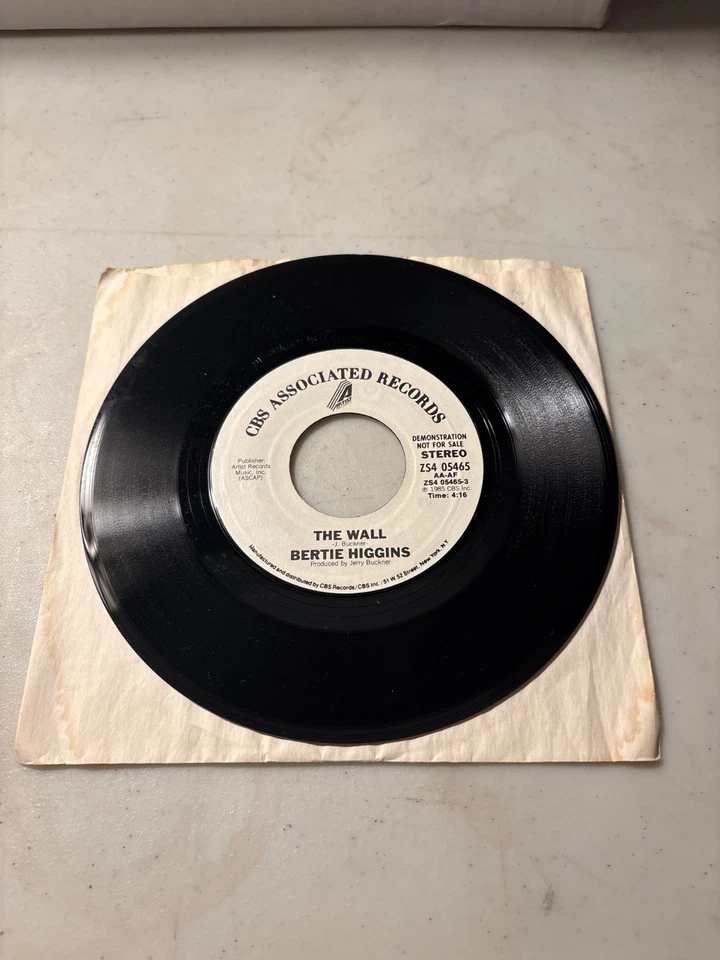 CBS ASSOCIATED RECORDS
A
Publisher:
Artist Records
Music, Inc.
(ASCAP)
DEMONSTRATION
NOT FOR SALE
STEREO
ZS4 05465
AA-AF
ZS4 05465-3
℗ 1985 CBS Inc.
Time: 4:16
THE WALL
-J. Buckner-
BERTIE HIGGINS
Produced by Jerry Buckner
Manufactured and distributed by CBS Records/CBS Inc./51 W 52 Street, New York, N.Y.